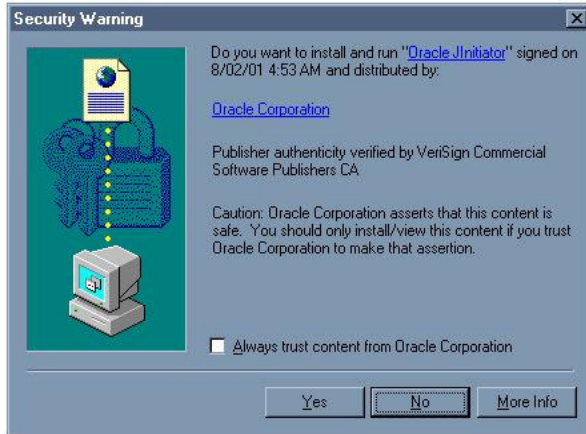 Security Warning
Do you want to install and run "Oracle JInitiator" signed on
8/02/01 4:53 AM and distributed by:
Oracle Corporation
Publisher authenticity verified by VeriSign Commercial
Software Publishers CA
Caution: Oracle Corporation asserts that this content is
safe. You should only install/view this content if you trust
Oracle Corporation to make that assertion.
Always trust content from Oracle Corporation
Yes
No
More Info